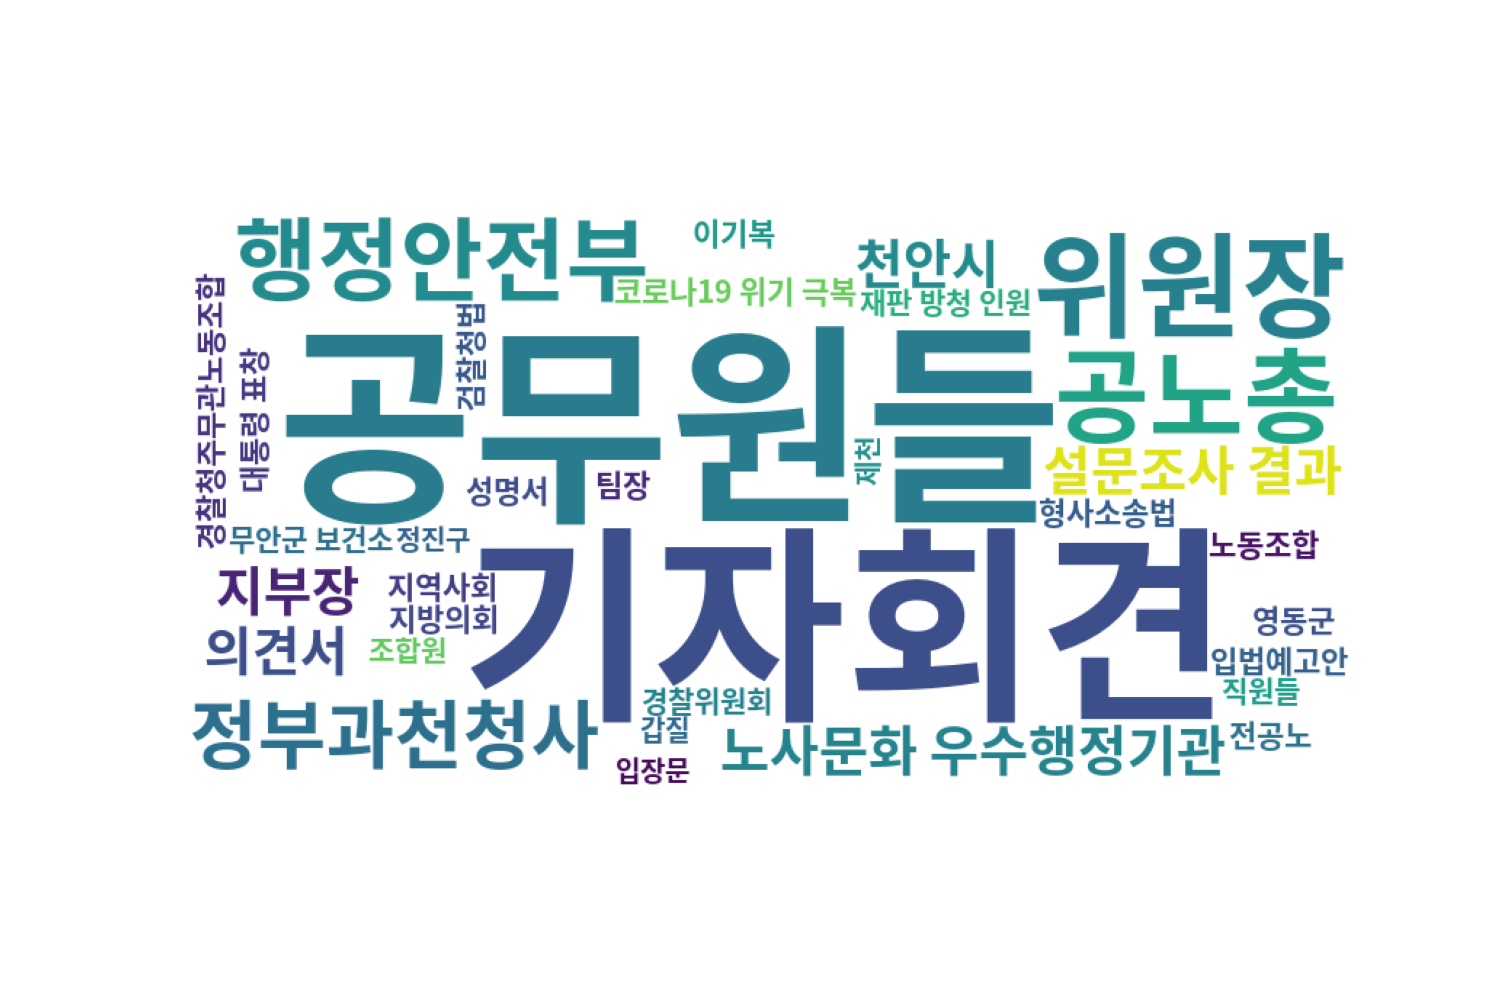 행정안전부
이기복
천안시
위원장
코로나19 위기 극복
재판 방청 인원
경찰청주무관노동조합
대통령 표창
검찰청법
공무원들
공노총
제천
설문조사 결과
성명서
팀장
형사소송법
무안군 보건소
정진구
기자회견
노동조합
지부장
지역사회
지방의회
영동군
의견서
조합원
입법예고안
직원들
정부과천청사
경찰위원회
갑질
노사문화 우수행정기관
전공노
입장문